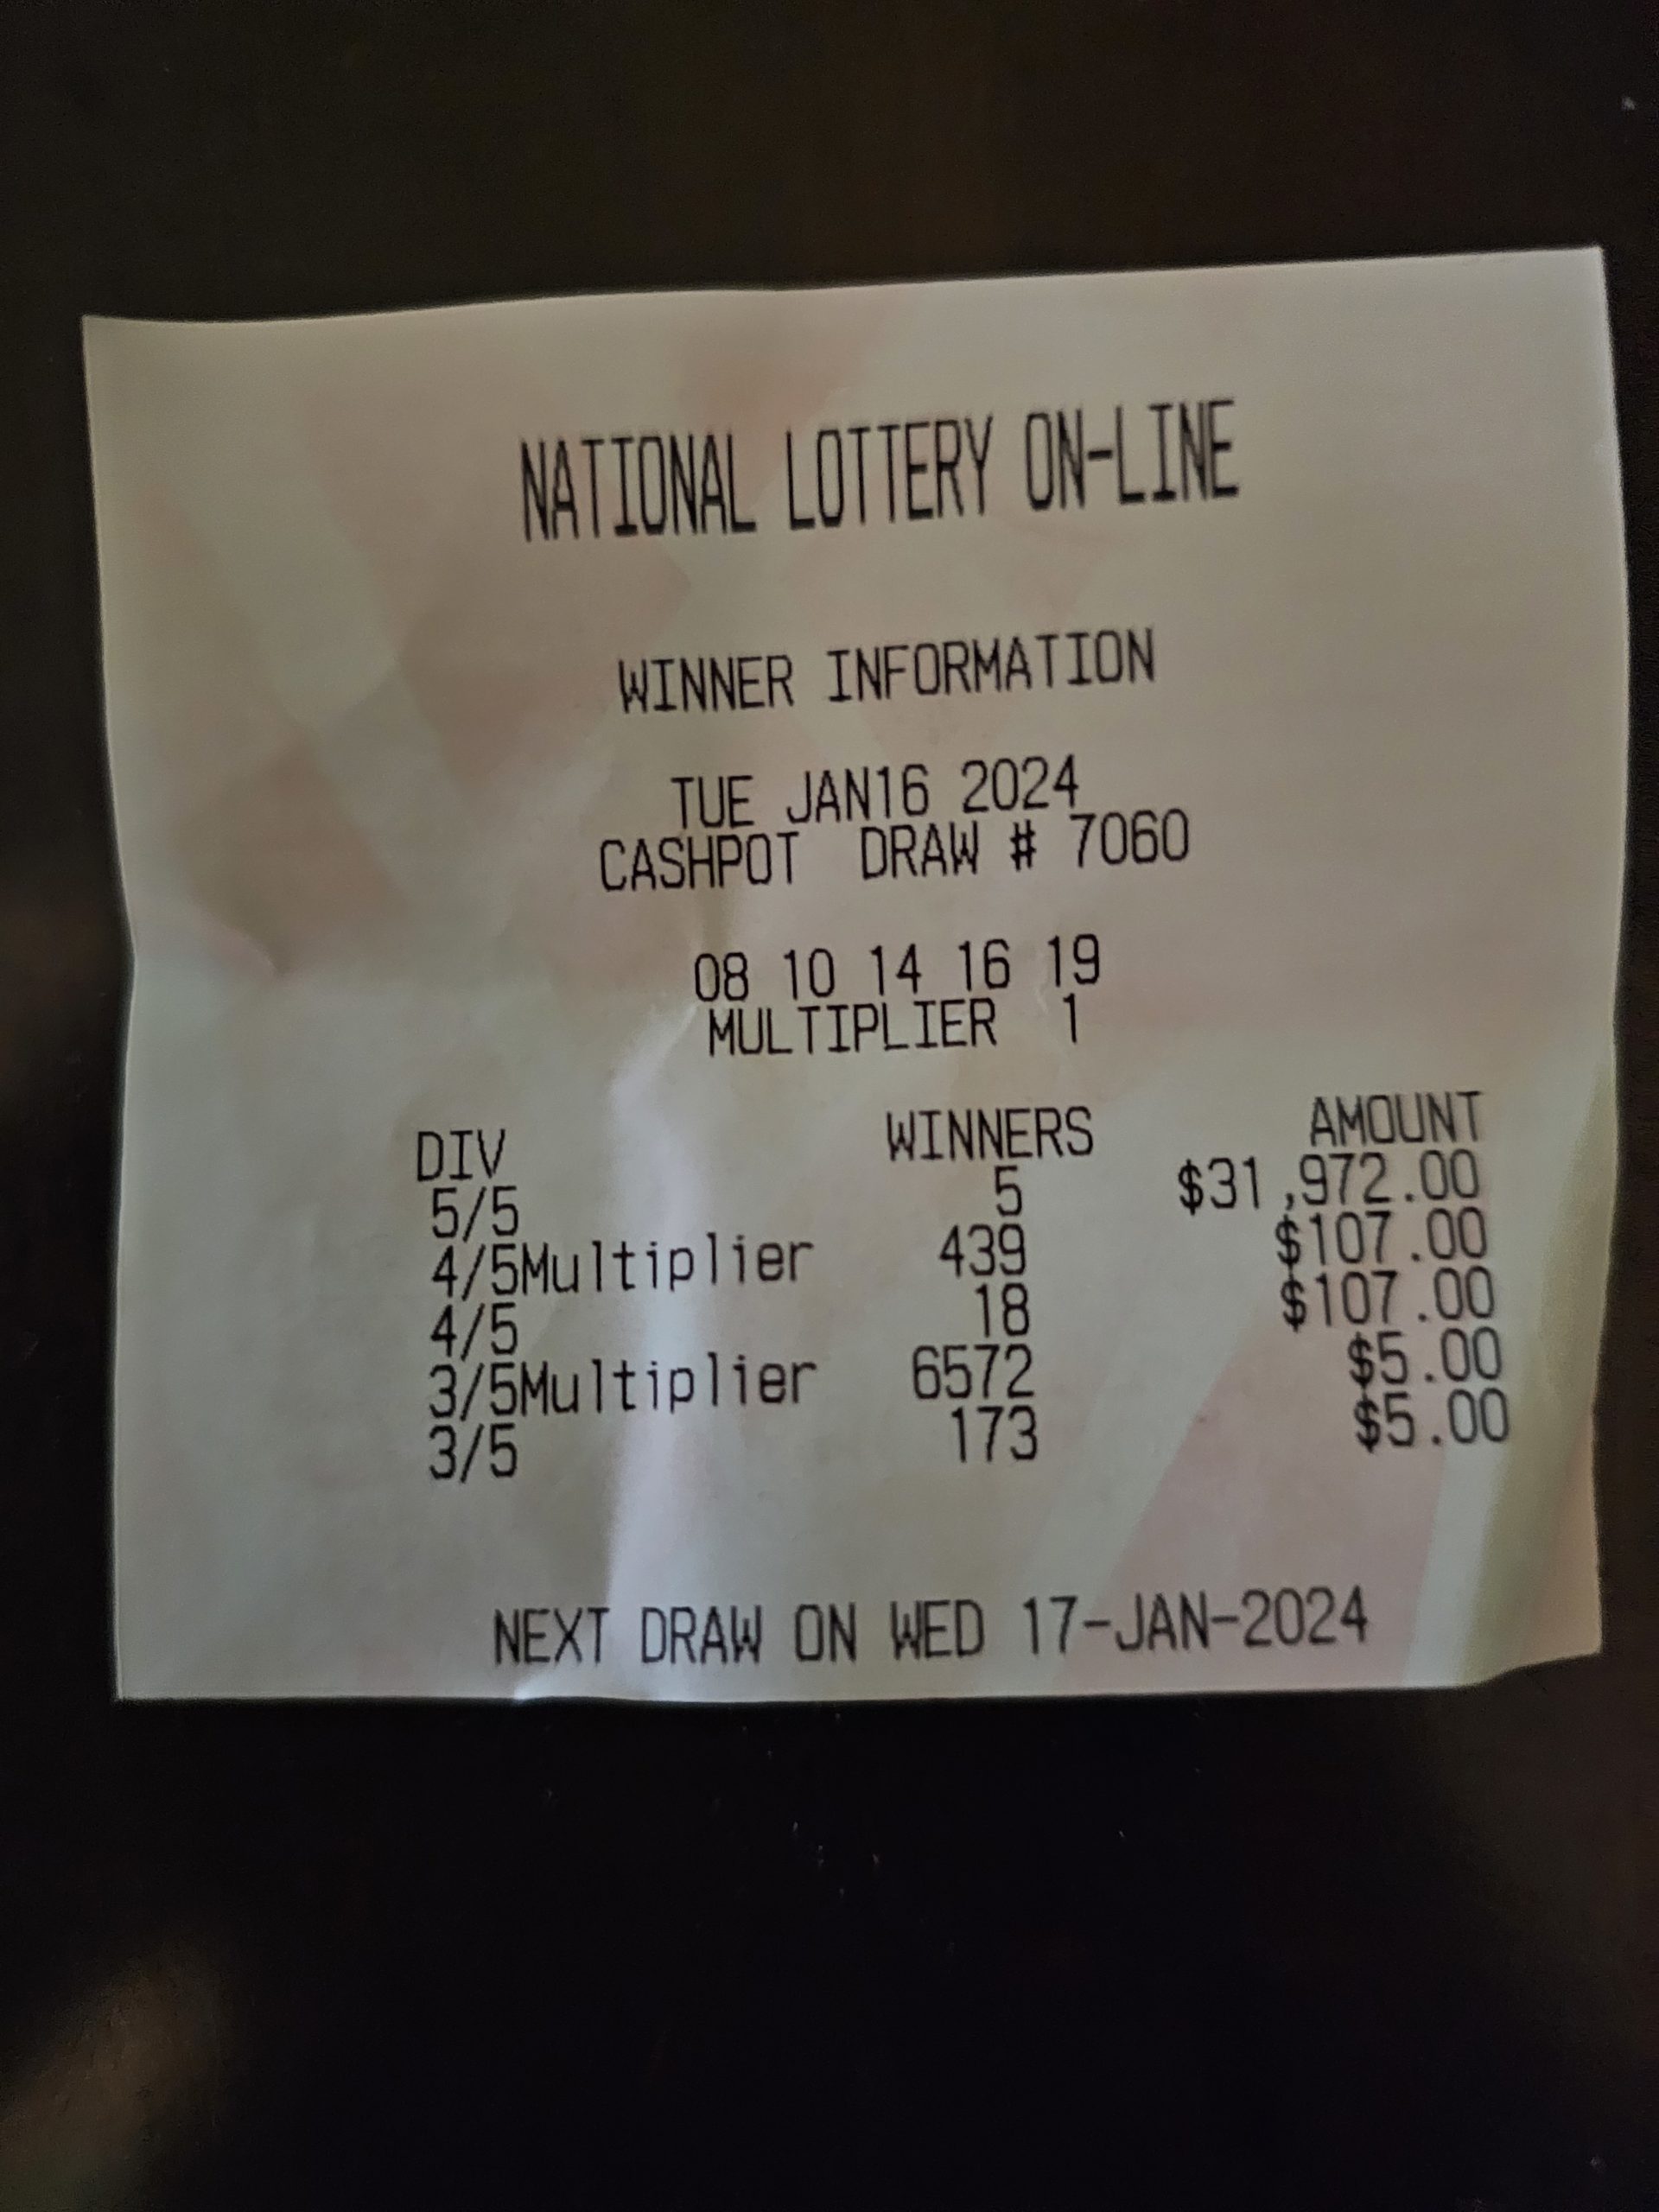 NATIONAL LOTTERY ON-LINE
WINNER INFORMATION
TUE JAN16 2024
CASHPOT DRAW # 7060
08 10 14 16 19
MULTIPLIER 1
DIV WINNERS AMOUNT
5/5 5 $31,972.00
4/5Multiplier 439 $107.00
4/5 18 $107.00
3/5Multiplier 6572 $5.00
3/5 173 $5.00
NEXT DRAW ON WED 17-JAN-2024